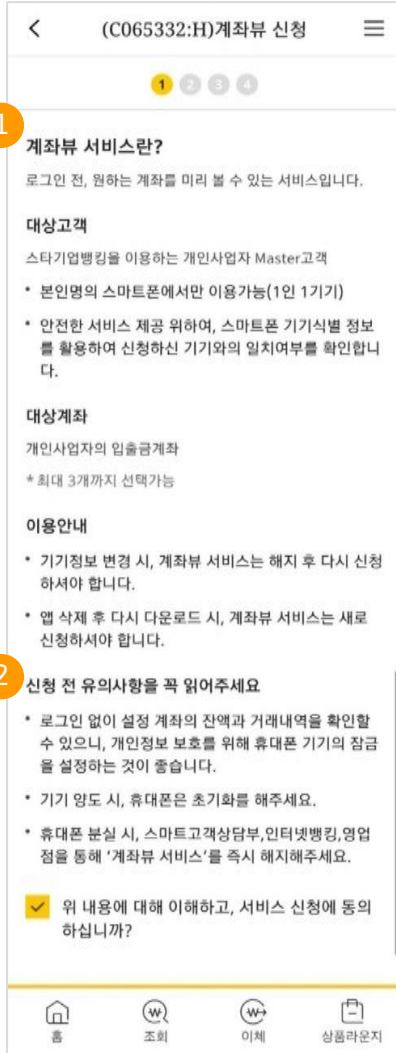 (C065332:H)계좌뷰 신청
1 2 3 4
1
계좌뷰 서비스란?
로그인 전, 원하는 계좌를 미리 볼 수 있는 서비스입니다.
대상고객
스타기업뱅킹을 이용하는 개인사업자 Master고객
• 본인명의 스마트폰에서만 이용가능(1인 1기기)
• 안전한 서비스 제공 위하여, 스마트폰 기기식별 정보
를 활용하여 신청하신 기기와의 일치여부를 확인합니
다.
대상계좌
개인사업자의 입출금계좌
* 최대 3개까지 선택가능
이용안내
• 기기정보 변경 시, 계좌뷰 서비스는 해지 후 다시 신청
하셔야 합니다.
• 앱 삭제 후 다시 다운로드 시, 계좌뷰 서비스는 새로
신청하셔야 합니다.
2
신청 전 유의사항을 꼭 읽어주세요
• 로그인 없이 설정 계좌의 잔액과 거래내역을 확인할
수 있으니, 개인정보 보호를 위해 휴대폰 기기의 잠금
을 설정하는 것이 좋습니다.
• 기기 양도 시, 휴대폰은 초기화를 해주세요.
• 휴대폰 분실 시, 스마트고객상담부,인터넷뱅킹,영업
점을 통해 ‘계좌뷰 서비스’를 즉시 해지해주세요.
위 내용에 대해 이해하고, 서비스 신청에 동의
하십니까?
홈 조회 이체 상품라운지